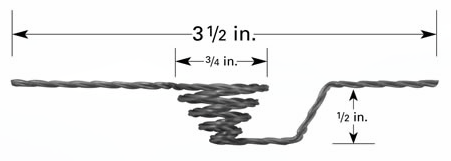 3 1/2 in.
3/4 in.
1/2 in.